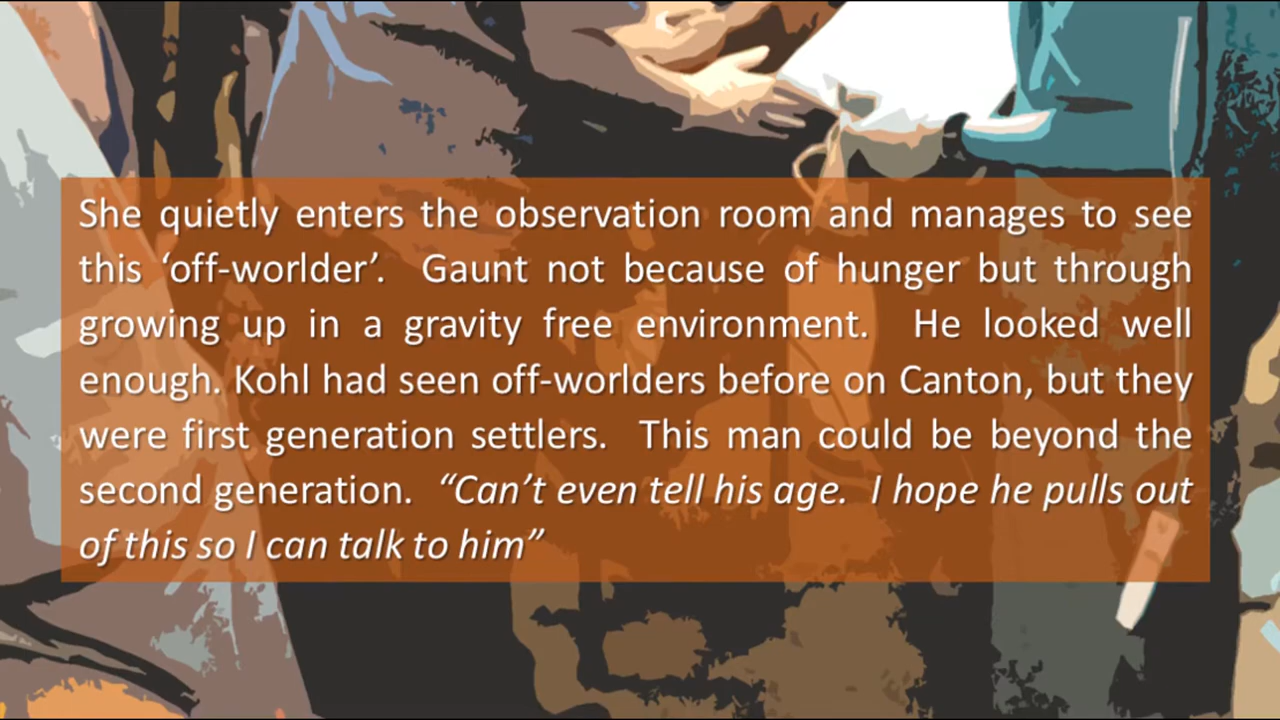 She quietly enters the observation room and manages to see
this ‘off-worlder’.  Gaunt not because of hunger but through
growing up in a gravity free environment.  He looked well
enough. Kohl had seen off-worlders before on Canton, but they
were first generation settlers.  This man could be beyond the
second generation.  “Can’t even tell his age.  I hope he pulls out
of this so I can talk to him”